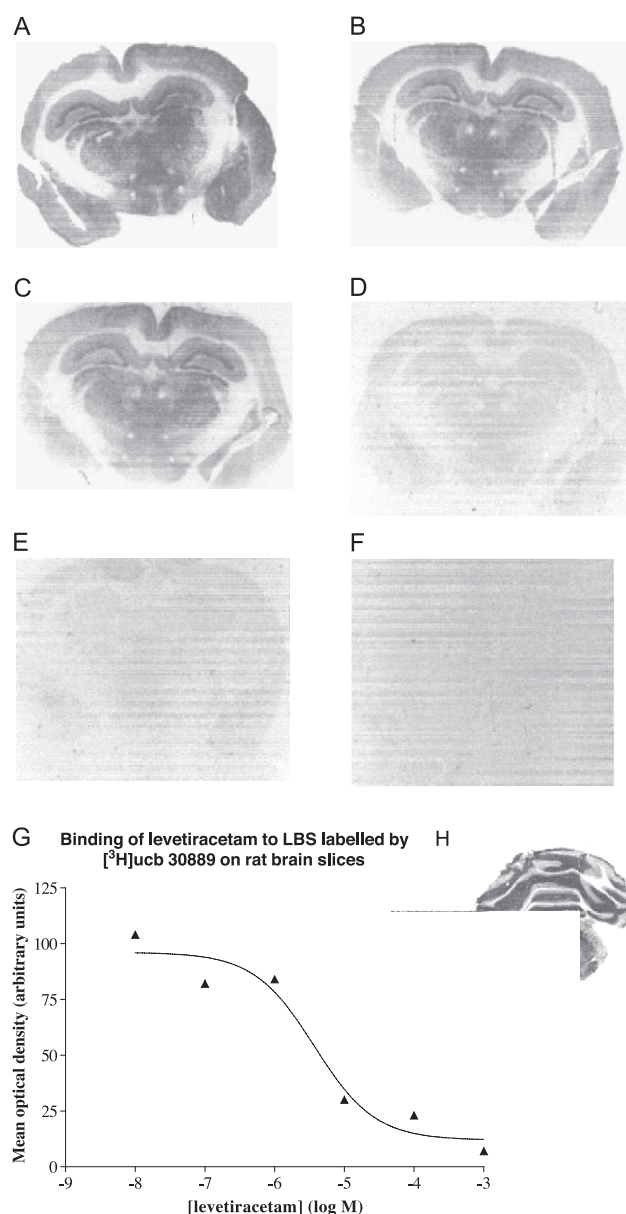 A
B
C
D
E
F
G
Binding of levetiracetam to LBS labelled by
[³H]ucb 30889 on rat brain slices
H
125
100
75
50
25
0
Mean optical density (arbitrary units)
-9
-8
-7
-6
-5
-4
-3
[levetiracetam] (log M)